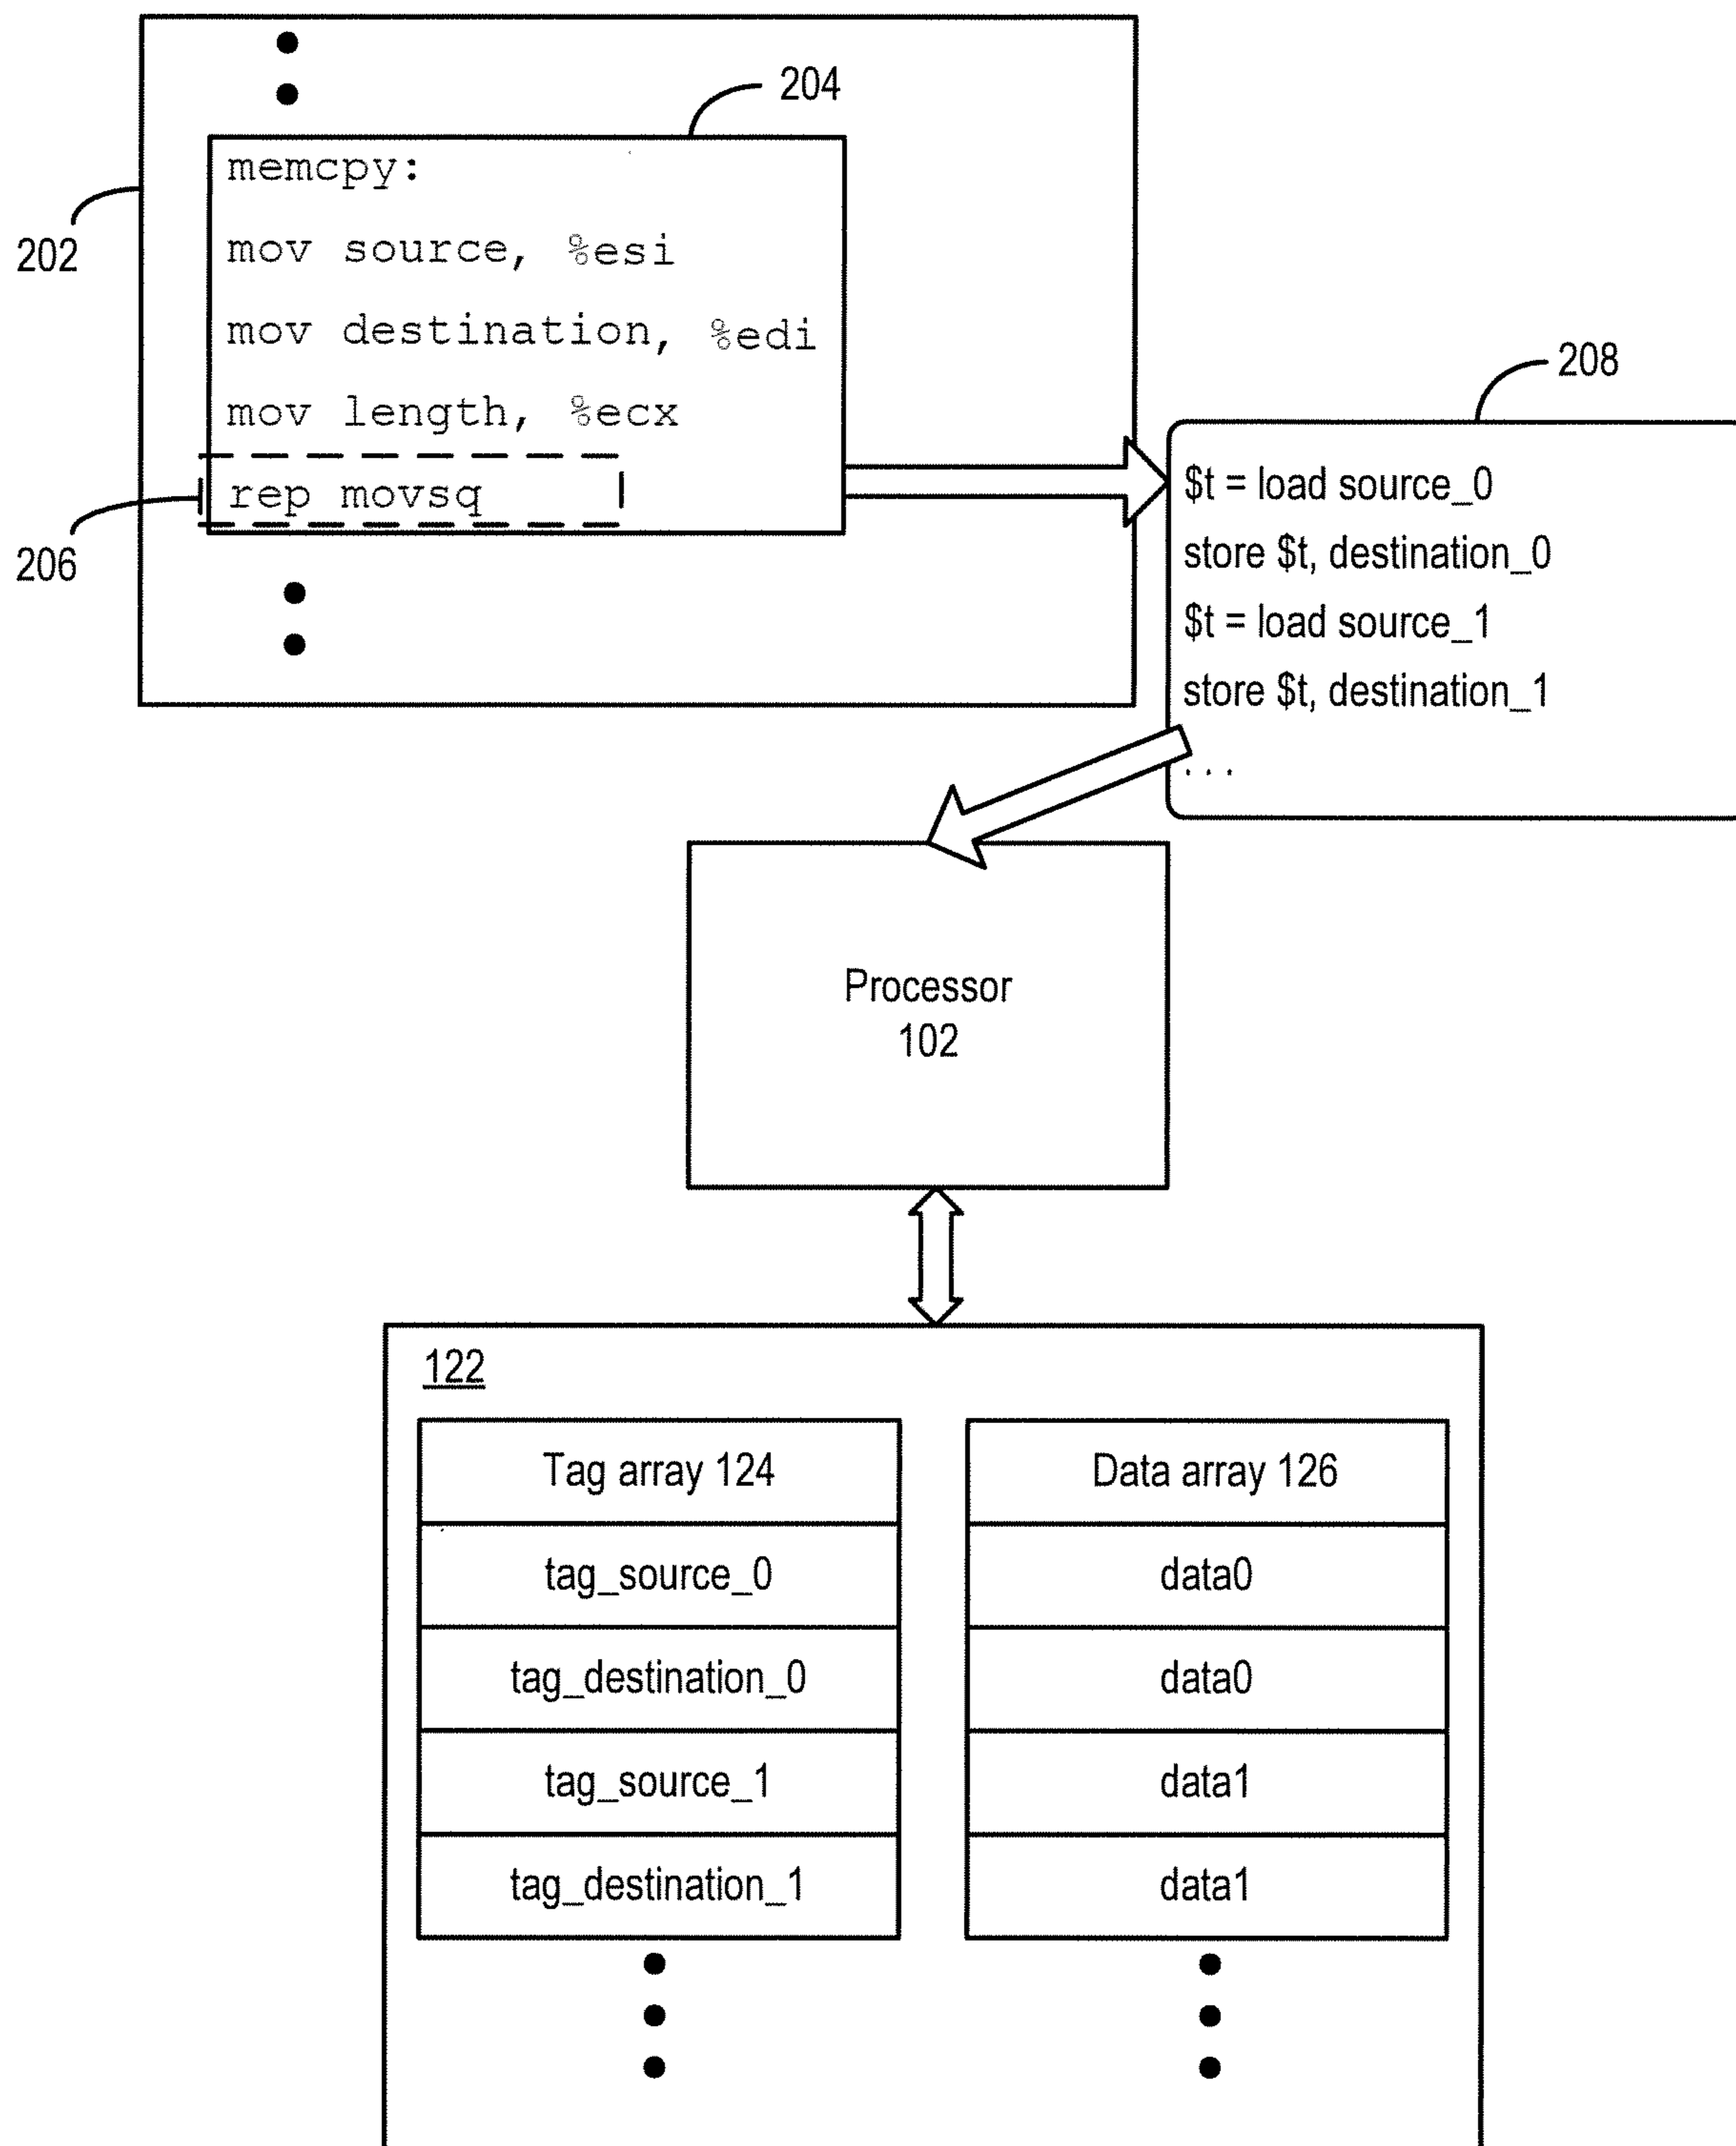 204
memcpy:
mov source, %esi
202
mov destination, %edi
208
mov length, %ecx
rep movsq
206
$t = load source_0
store $t, destination_0
$t = load source_1
store $t, destination_1
...
Processor
102
122
Tag array 124
Data array 126
tag_source_0
data0
tag_destination_0
data0
tag_source_1
data1
tag_destination_1
data1